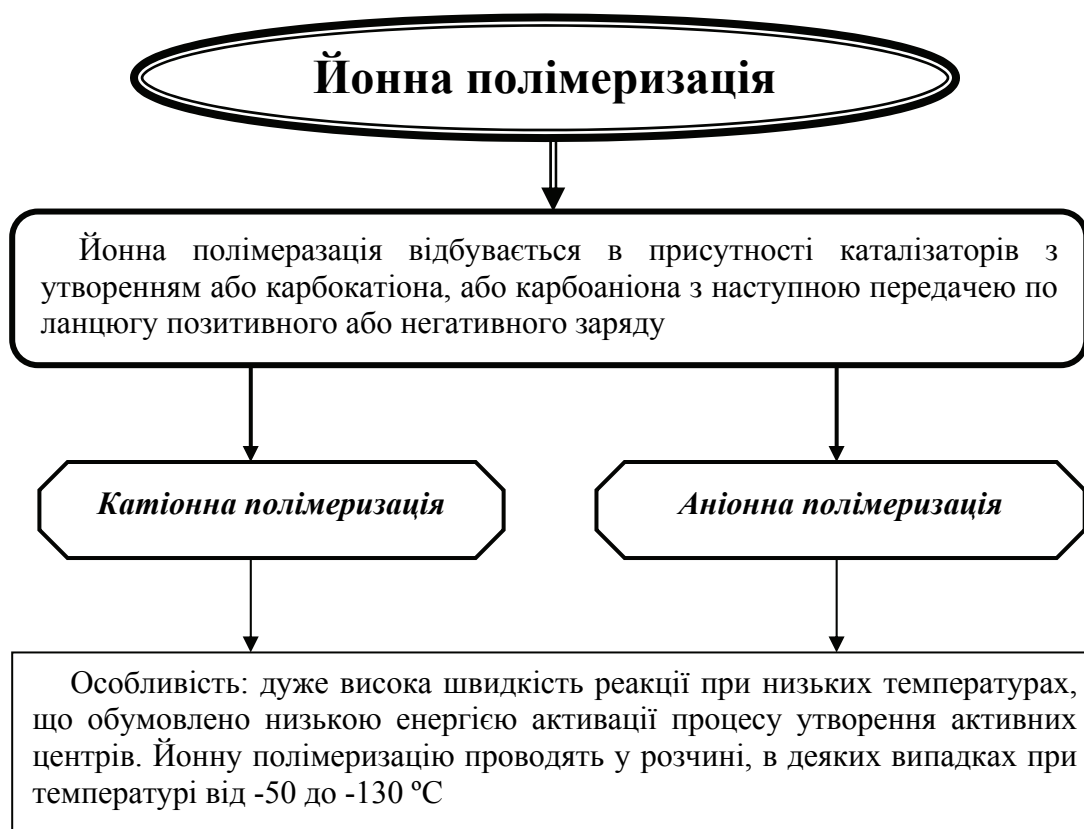 Йонна полімеризація
Йонна полімеразація відбувається в присутності каталізаторів з
утворенням або карбокатіона, або карбоаніона з наступною передачею по
ланцюгу позитивного або негативного заряду
Катіонна полімеризація
Аніонна полімеризація
Особливість: дуже висока швидкість реакції при низьких температурах,
що обумовлено низькою енергією активації процесу утворення активних
центрів. Йонну полімеризацію проводять у розчині, в деяких випадках при
температурі від -50 до -130 ºС